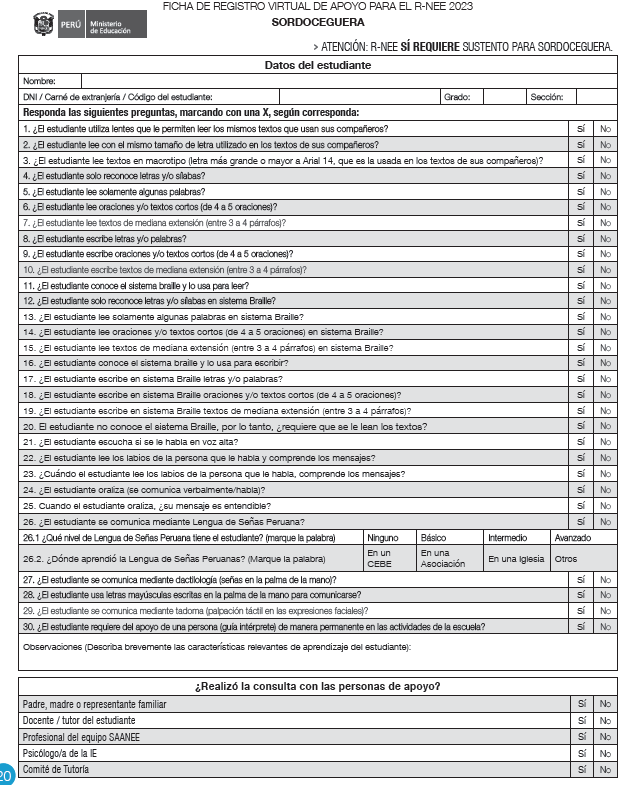 FICHA DE REGISTRO VIRTUAL DE APOYO PARA EL R-NEE 2023
SORDOCEGUERA
PERÚ Ministerio de Educación
> ATENCIÓN: R-NEE SÍ REQUIERE SUSTENTO PARA SORDOCEGUERA.
Datos del estudiante
Nombre:
DNI / Carné de extranjería / Código del estudiante: Grado: Sección:
Responda las siguientes preguntas, marcando con una X, según corresponda:
1. ¿El estudiante utiliza lentes que le permiten leer los mismos textos que usan sus compañeros? Sí No
2. ¿El estudiante lee con el mismo tamaño de letra utilizado en los textos de sus compañeros? Sí No
3. ¿El estudiante lee textos en macrotipo (letra más grande o mayor a Arial 14, que es la usada en los textos de sus compañeros)? Sí No
4. ¿El estudiante solo reconoce letras y/o sílabas? Sí No
5. ¿El estudiante lee solamente algunas palabras? Sí No
6. ¿El estudiante lee oraciones y/o textos cortos (de 4 a 5 oraciones)? Sí No
7. ¿El estudiante lee textos de mediana extensión (entre 3 a 4 párrafos)? Sí No
8. ¿El estudiante escribe letras y/o palabras? Sí No
9. ¿El estudiante escribe oraciones y/o textos cortos (de 4 a 5 oraciones)? Sí No
10. ¿El estudiante escribe textos de mediana extensión (entre 3 a 4 párrafos)? Sí No
11. ¿El estudiante conoce el sistema braille y lo usa para leer? Sí No
12. ¿El estudiante solo reconoce letras y/o sílabas en sistema Braille? Sí No
13. ¿El estudiante lee solamente algunas palabras en sistema Braille? Sí No
14. ¿El estudiante lee oraciones y/o textos cortos (de 4 a 5 oraciones) en sistema Braille? Sí No
15. ¿El estudiante lee textos de mediana extensión (entre 3 a 4 párrafos) en sistema Braille? Sí No
16. ¿El estudiante conoce el sistema braille y lo usa para escribir? Sí No
17. ¿El estudiante escribe en sistema Braille letras y/o palabras? Sí No
18. ¿El estudiante escribe en sistema Braille oraciones y/o textos cortos (de 4 a 5 oraciones)? Sí No
19. ¿El estudiante escribe en sistema Braille textos de mediana extensión (entre 3 a 4 párrafos)? Sí No
20. El estudiante no conoce el sistema Braille, por lo tanto, ¿requiere que se le lean los textos? Sí No
21. ¿El estudiante escucha si se le habla en voz alta? Sí No
22. ¿El estudiante lee los labios de la persona que le habla y comprende los mensajes? Sí No
23. ¿Cuándo el estudiante lee los labios de la persona que le habla, comprende los mensajes? Sí No
24. ¿El estudiante oraliza (se comunica verbalmente/habla)? Sí No
25. Cuando el estudiante oraliza, ¿su mensaje es entendible? Sí No
26. ¿El estudiante se comunica mediante Lengua de Señas Peruana? Sí No
26.1 ¿Qué nivel de Lengua de Señas Peruana tiene el estudiante? (marque la palabra) Ninguno Básico Intermedio Avanzado
26.2. ¿Dónde aprendió la Lengua de Señas Peruanas? (Marque la palabra) En un CEBE En una Asociación En una Iglesia Otros
27. ¿El estudiante se comunica mediante dactilología (señas en la palma de la mano)? Sí No
28. ¿El estudiante usa letras mayúsculas escritas en la palma de la mano para comunicarse? Sí No
29. ¿El estudiante se comunica mediante tadoma (palpación táctil en las expresiones faciales)? Sí No
30. ¿El estudiante requiere del apoyo de una persona (guía intérprete) de manera permanente en las actividades de la escuela? Sí No
Observaciones (Describa brevemente las características relevantes de aprendizaje del estudiante):
¿Realizó la consulta con las personas de apoyo?
Padre, madre o representante familiar Sí No
Docente / tutor del estudiante Sí No
Profesional del equipo SAANEE Sí No
Psicólogo/a de la IE Sí No
Comité de Tutoría Sí No
20